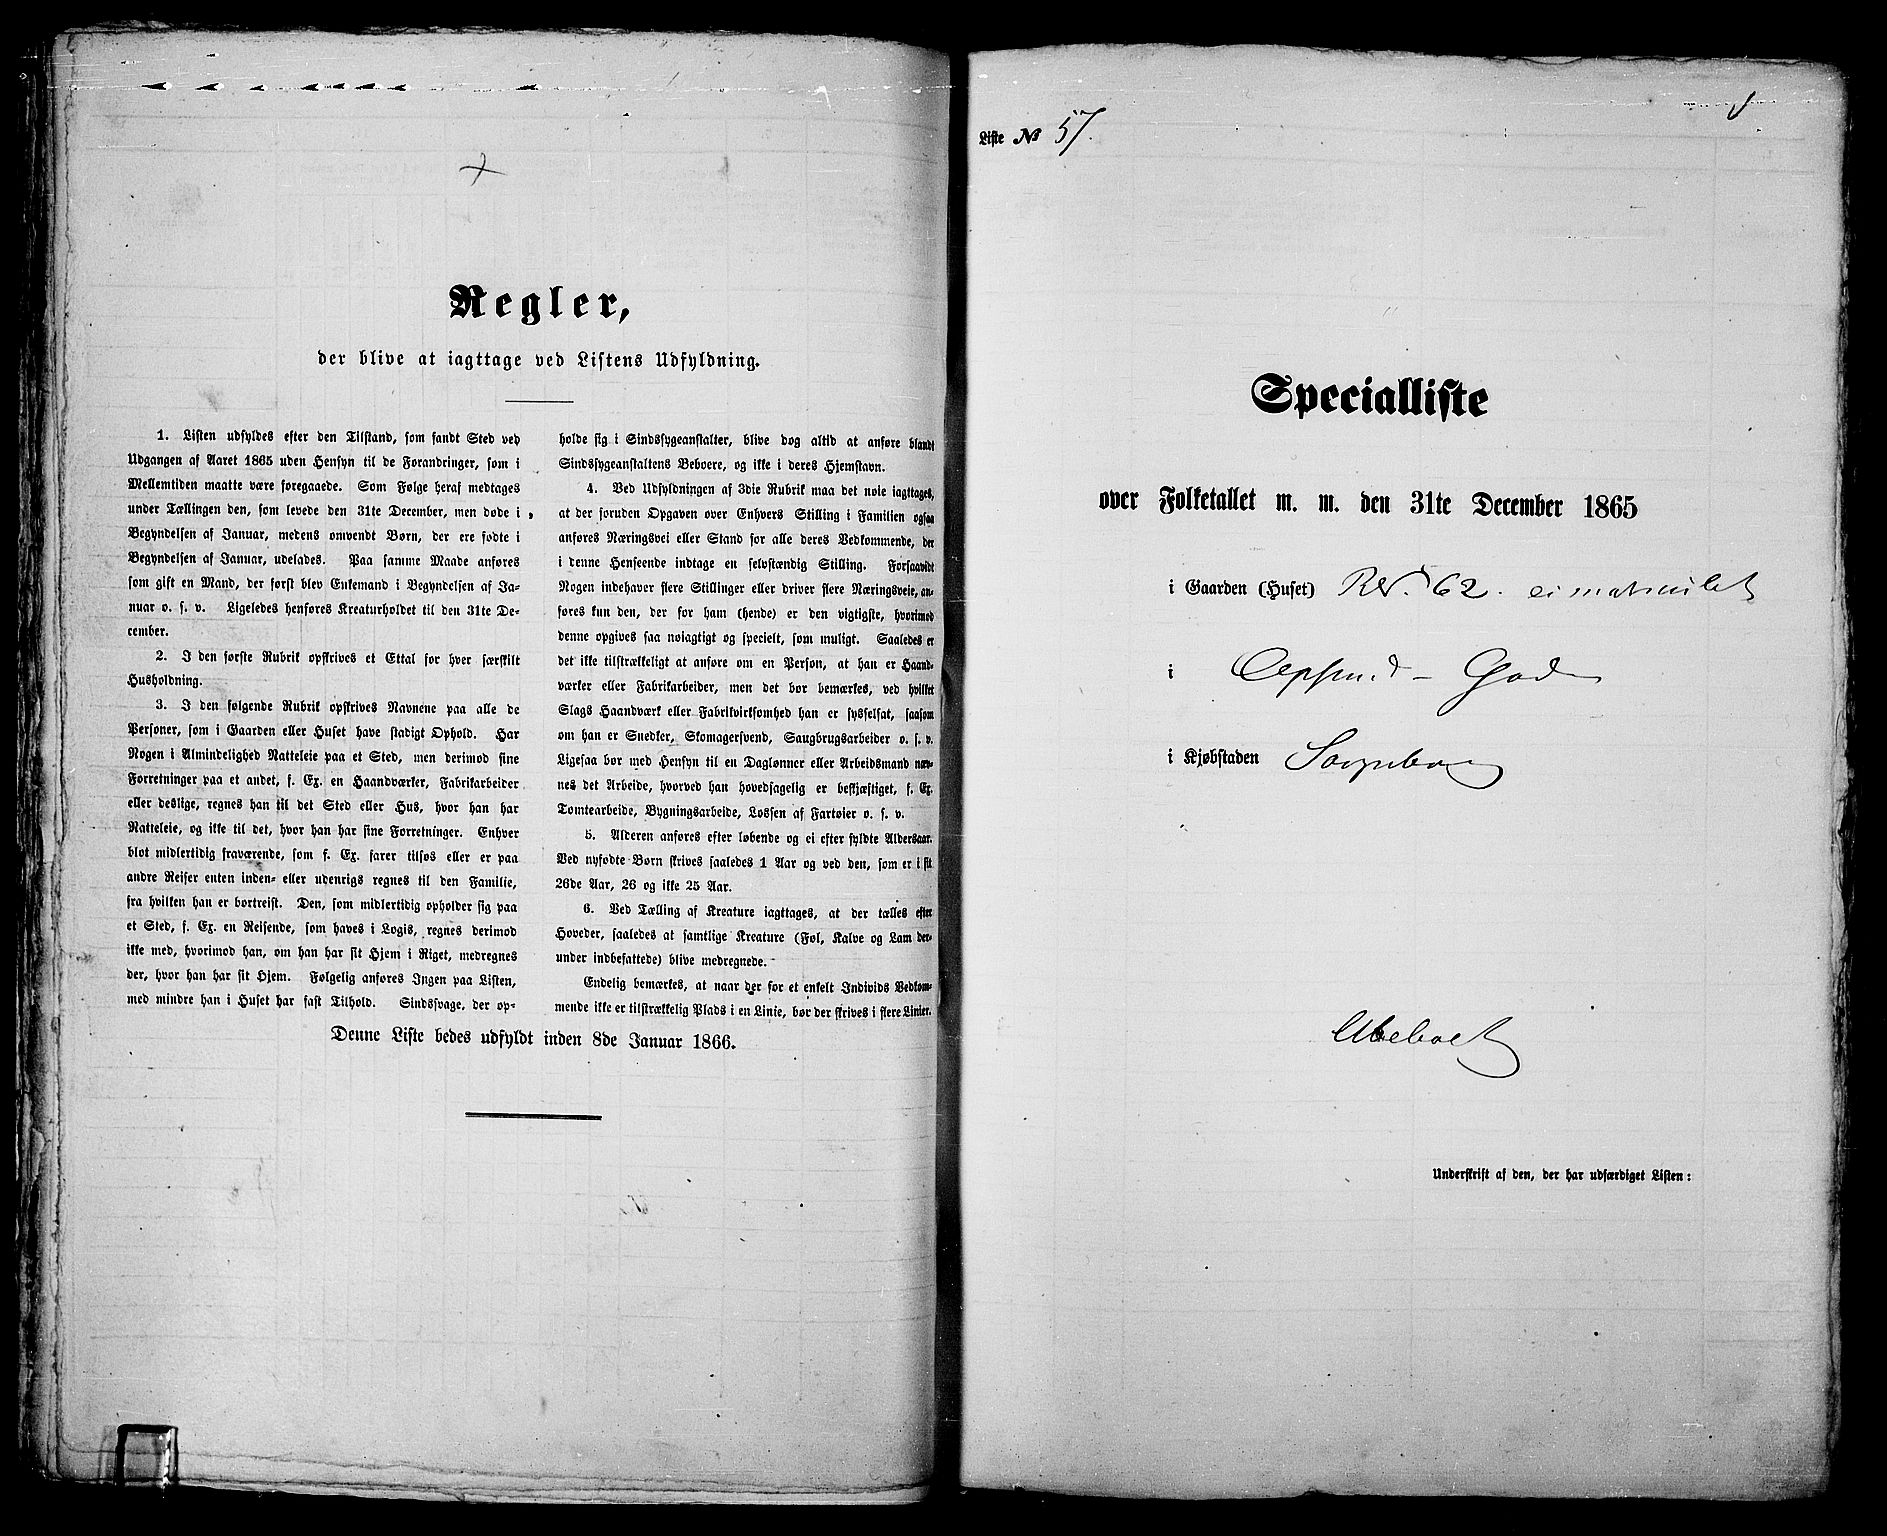 Regler,
der blive at iagttage ved Listens Udfyldning.
1. Listen udfyldes efter den Tilstand, som fandt Sted ved
Udgangen af Aaret 1865 uden Hensyn til de Forandringer, som i
Mellemtiden maatte være foregaaede. Som Følge heraf medtages
under Tællingen den, som levede den 31te December, men døde i
Begyndelsen af Januar, medens omvendt Børn, der ere fødte i
Begyndelsen af Januar, udelades. Paa samme Maade anføres
som gift en Mand, der først blev Enkemand i Begyndelsen af Ja-
nuar o. s. v. Ligeledes henføres Kreaturholdet til den 31te De-
cember.
2. I den første Rubrik opskrives et Ettal for hver særskilt
Husholdning.
3. I den følgende Rubrik opskrives Navnene paa alle de
Personer, som i Gaarden eller Huset have stadigt Ophold. Har
Nogen i Almindelighed Natteleie paa et Sted, men derimod sine
Forretninger paa et andet, f. Ex. en Haandværker, Fabrikarbeider
eller deslige, regnes han til det Sted eller Hus, hvor han har
Natteleie, og ikke til det, hvor han har sine Forretninger. Enhver
blot midlertidig fraværende, som f. Ex. farer tilsøs eller er paa
andre Reiser enten inden- eller udenrigs regnes til den Familie,
fra hvilken han er bortreist. Den, som midlertidig opholder sig paa
et Sted, f. Ex. en Reisende, som haves i Logis, regnes derimod
ikke med, hvorimod han, om han har sit Hjem i Riget, medregnes
der, hvor han har sit Hjem. Følgelig anføres Ingen paa Listen,
med mindre han i Huset har fast Tilhold. Sindssvage, der op-
holde sig i Sindssygeanstalter, blive dog altid at anføre blandt
Sindssygeanstaltens Beboere, og ikke i deres Hjemstavn.
4. Ved Udfyldningen af 3die Rubrik maa det nøie iagttages,
at der foruden Opgaven over Enhvers Stilling i Familien ogsaa
anføres Næringsvei eller Stand for alle deres Vedkommende, der
i denne Henseende indtage en selvstændig Stilling. Forsaavidt
Nogen indehaver flere Stillinger eller driver flere Næringsveie, an-
føres kun den, der for ham (hende) er den vigtigste, hvorimod
denne opgives saa nøiagtigt og specielt, som muligt. Saaledes er
det ikke tilstrækkeligt at anføre om en Person, at han er Haand-
værker eller Fabrikarbeider, men det bør bemærkes, ved hvilket
Slags Haandværk eller Fabrikvirksomhed han er sysselsat, saasom
om han er Snedker, Skomagersvend, Saugbrugsarbeider o. s. v.
Ligesaa bør med Hensyn til en Daglønner eller Arbeidsmand næv-
nes det Arbeide, hvorved han hovedsagelig er beskjæftiget, f. Ex.
Tomtearbeide, Bygningsarbeide, Lossen af Fartøier o. s. v.
5. Alderen anføres efter løbende og ei efter fyldte Aldersaar.
Ved nyfødte Børn skrives saaledes 1 Aar og ved den, som er i sit
26de Aar, 26 og ikke 25 Aar.
6. Ved Tælling af Kreature iagttages, at der tælles efter
Hoveder, saaledes at samtlige Kreature (Føl, Kalve og Lam der-
under indbefattede) blive medregnede.
Endelig bemærkes, at naar der for et enkelt Individs Vedkom-
mende ikke er tilstrækkelig Plads i en Linie, bør der skrives i flere Linier.
Denne Liste bedes udfyldt inden 8de Januar 1866.
Liste № 57.
Specialliste
over Folketallet m. m. den 31te December 1865
i Gaarden (Huset) 62. ei matriculet
i
i Kjøbstaden Sarpsborg
Ubeboet
Underskrift af den, der har udfærdiget Listen: